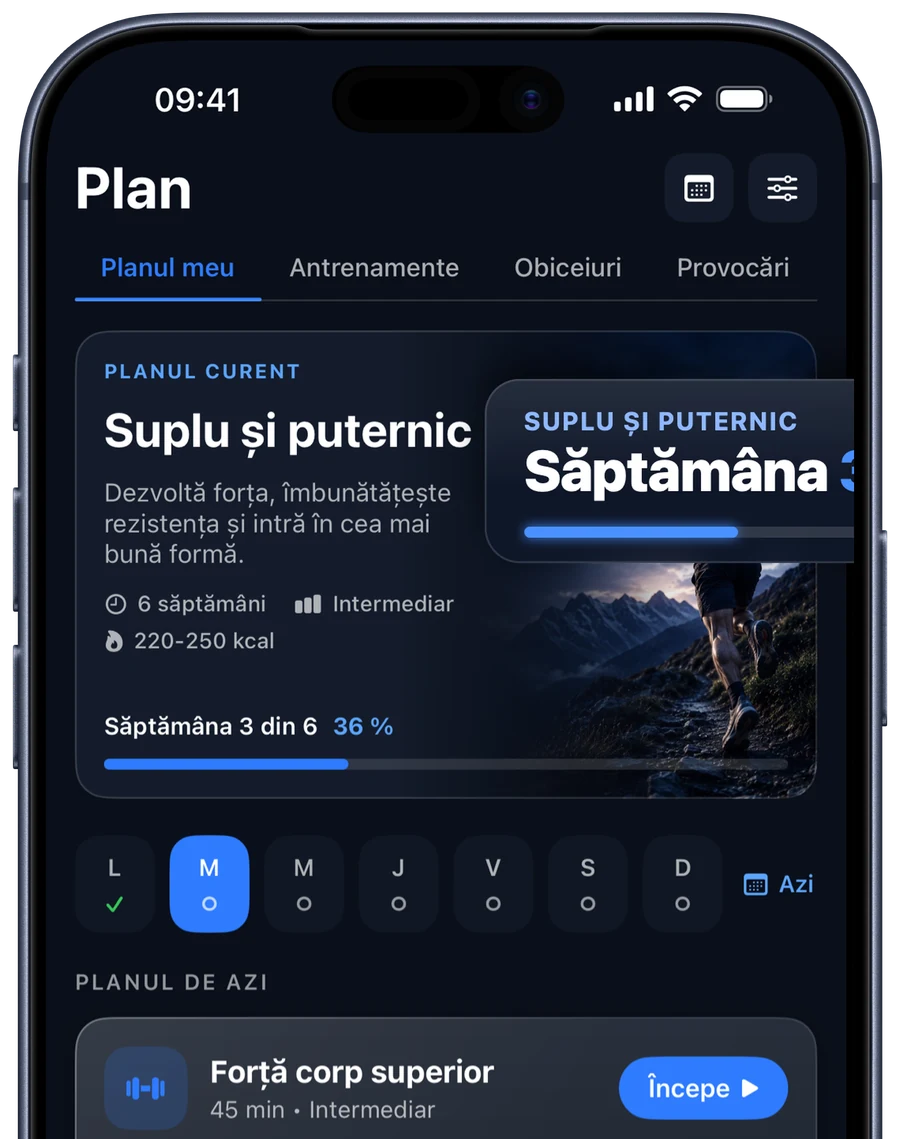 09:41
Plan
Planul meu
Antrenamente
Obiceiuri
Provocări
PLANUL CURENT
Suplu și puternic
Dezvoltă forța, îmbunătățește
rezistența și intră în cea mai
bună formă.
6 săptămâni
Intermediar
220-250 kcal
Săptămâna 3 din 6 36 %
SUPLU ȘI PUTERNIC
Săptămâna
L
M
M
J
V
S
D
Azi
PLANUL DE AZI
Forță corp superior
45 min • Intermediar
Începe